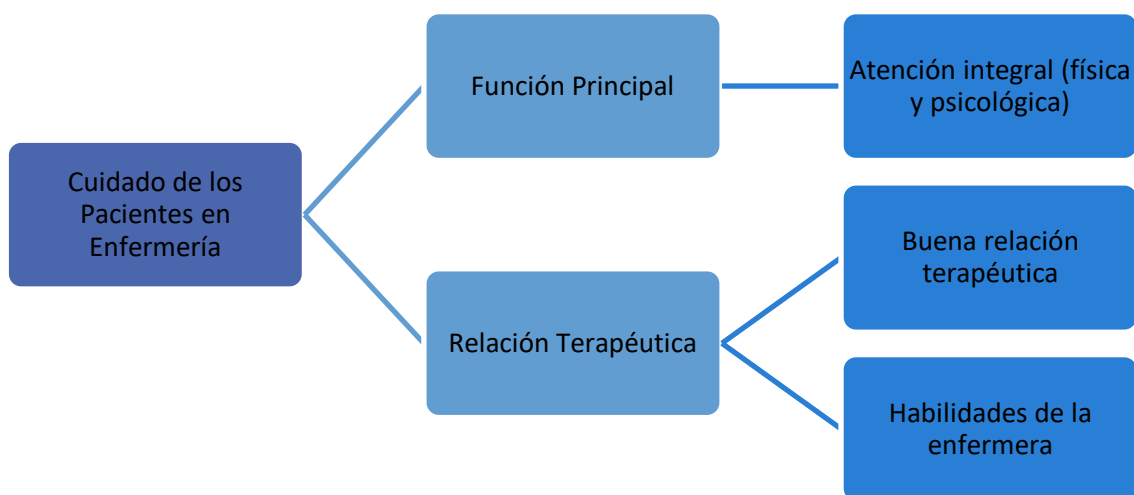 Cuidado de los
Pacientes en
Enfermería
Función Principal
Atención integral (física
y psicológica)
Relación Terapéutica
Buena relación
terapéutica
Habilidades de la
enfermera